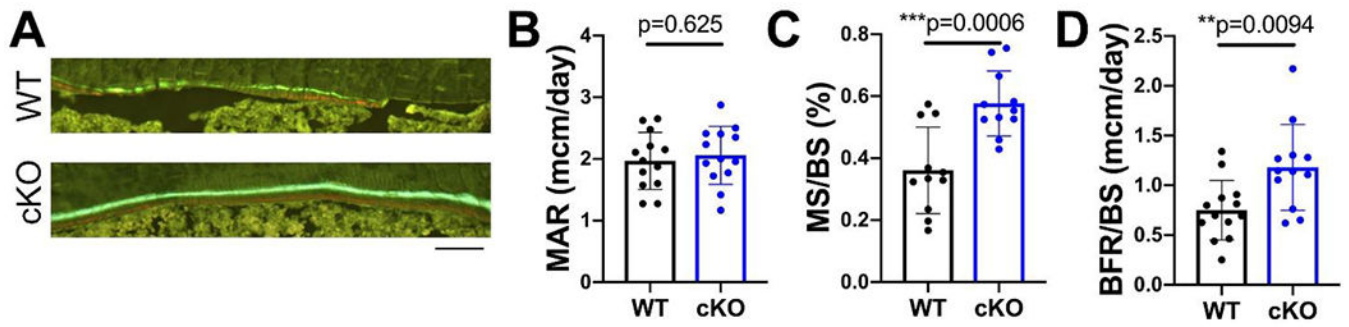 A
WT
cKO
B
MAR (mcm/day)
p=0.625
4
3
2
1
0
WT
cKO
C
MS/BS (%)
***p=0.0006
0.8
0.6
0.4
0.2
0.0
WT
cKO
D
BFR/BS (mcm/day)
**p=0.0094
2.5
2.0
1.5
1.0
0.5
0.0
WT
cKO